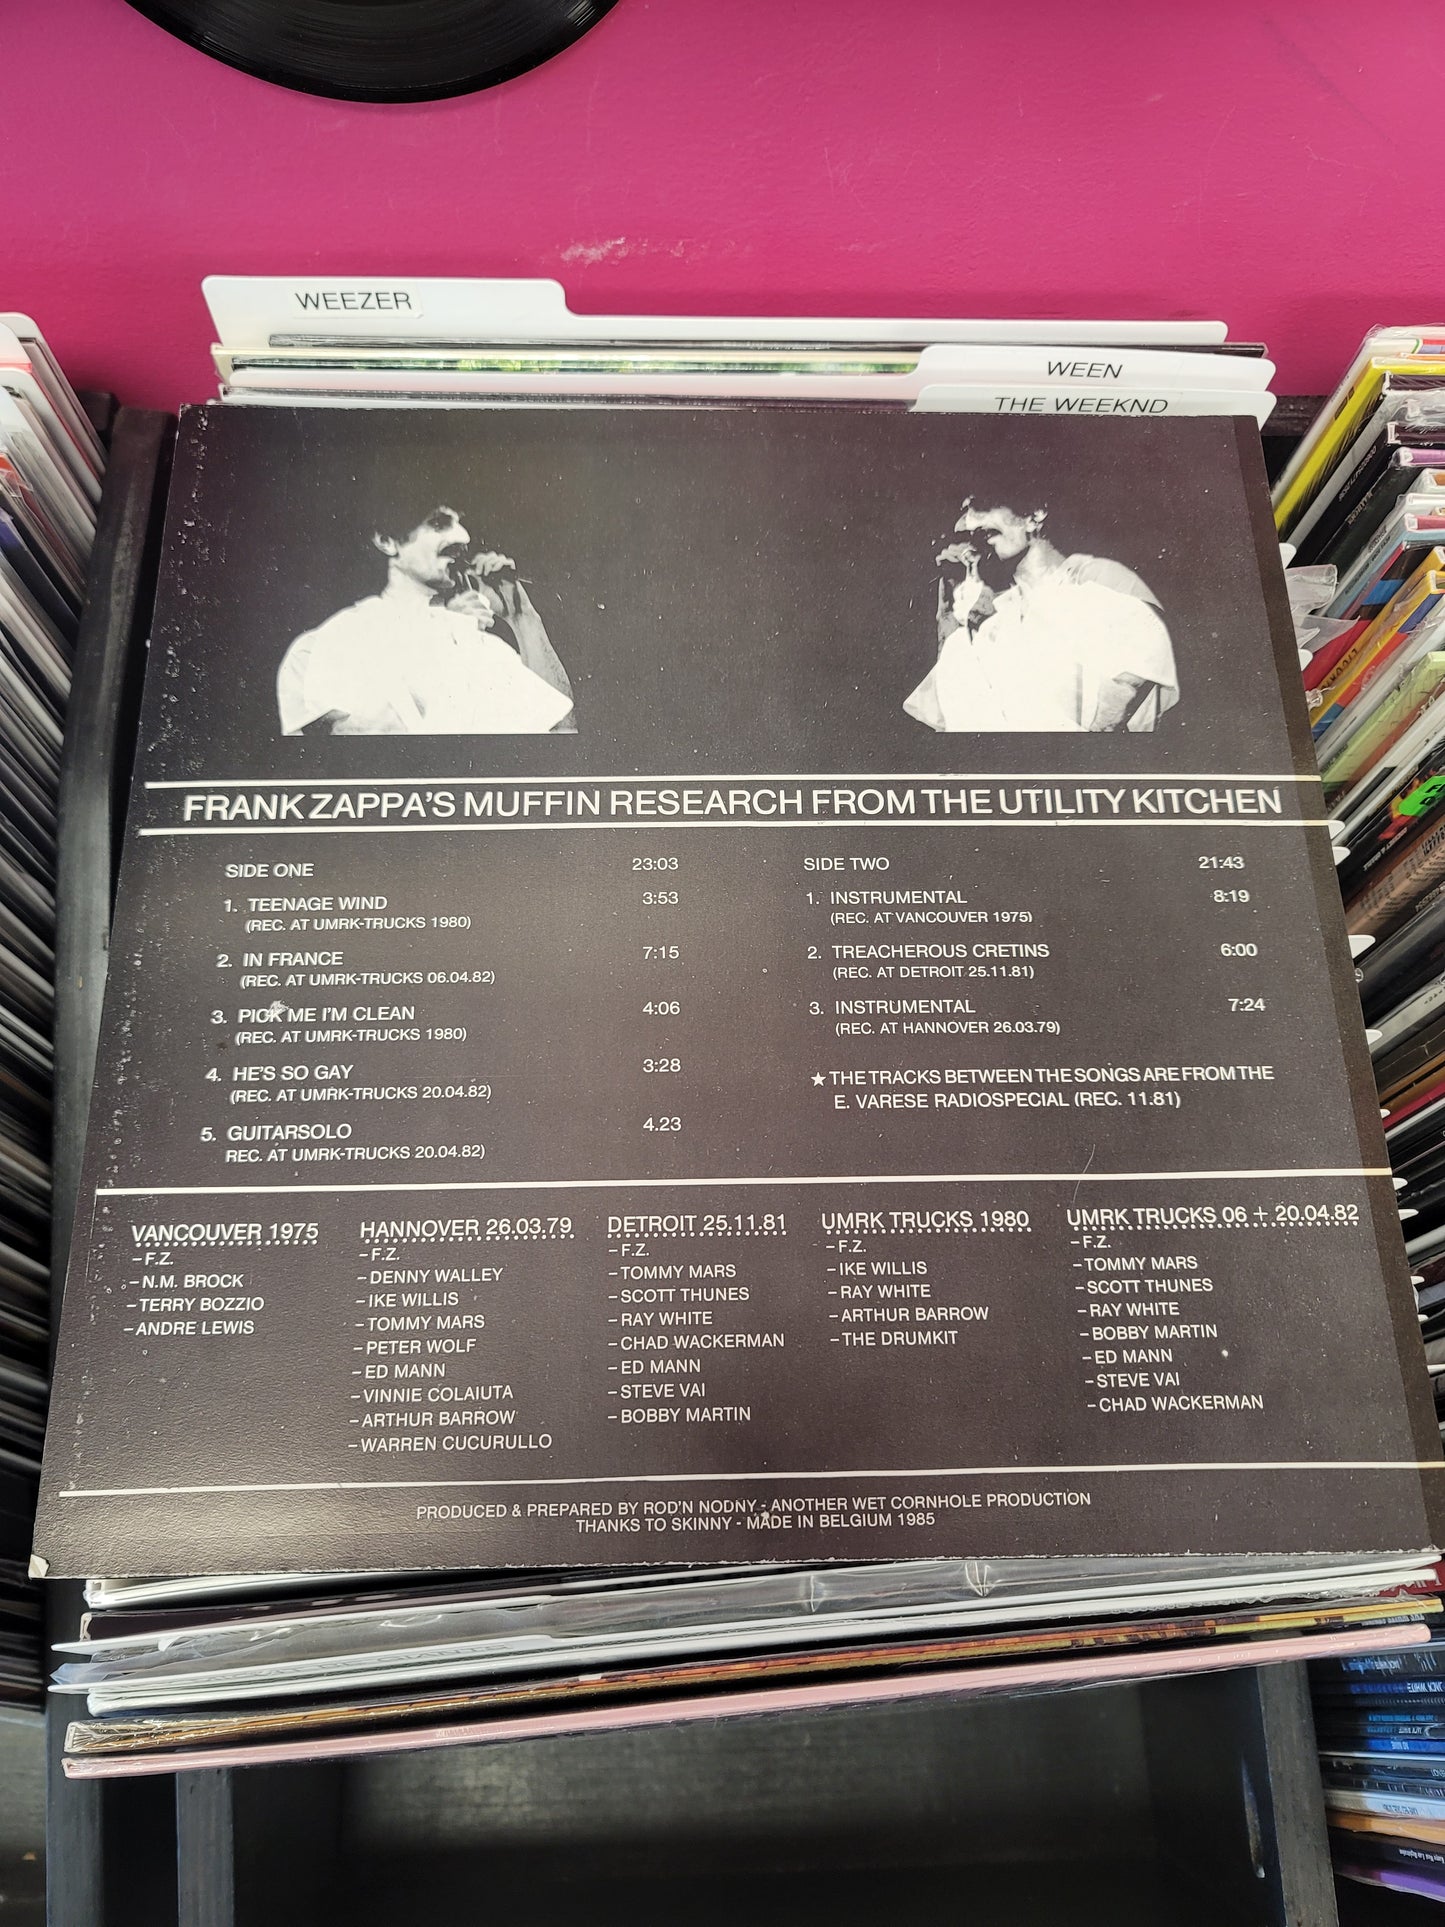 WEEZER
WEEN
THE WEEKND
FRANK ZAPPA'S MUFFIN RESEARCH FROM THE UTILITY KITCHEN
SIDE ONE 23:03
1. TEENAGE WIND 3:53
(REC. AT UMRK-TRUCKS 1980)
2. IN FRANCE 7:15
(REC. AT UMRK-TRUCKS 06.04.82)
3. PICK ME I'M CLEAN 4:06
(REC. AT UMRK-TRUCKS 1980)
4. HE'S SO GAY 3:28
(REC. AT UMRK-TRUCKS 20.04.82)
5. GUITARSOLO 4.23
REC. AT UMRK-TRUCKS 20.04.82)
SIDE TWO 21:43
1. INSTRUMENTAL 8:19
(REC. AT VANCOUVER 1975)
2. TREACHEROUS CRETINS 6:00
(REC. AT DETROIT 25.11.81)
3. INSTRUMENTAL 7:24
(REC. AT HANNOVER 26.03.79)
★ THE TRACKS BETWEEN THE SONGS ARE FROM THE
E. VARESE RADIOSPECIAL (REC. 11.81)
VANCOUVER 1975
– F.Z.
– N.M. BROCK
– TERRY BOZZIO
– ANDRE LEWIS
HANNOVER 26.03.79
– F.Z.
– DENNY WALLEY
– IKE WILLIS
– TOMMY MARS
– PETER WOLF
– ED MANN
– VINNIE COLAIUTA
– ARTHUR BARROW
– WARREN CUCURULLO
DETROIT 25.11.81
– F.Z.
– TOMMY MARS
– SCOTT THUNES
– RAY WHITE
– CHAD WACKERMAN
– ED MANN
– STEVE VAI
– BOBBY MARTIN
UMRK TRUCKS 1980
– F.Z.
– IKE WILLIS
– RAY WHITE
– ARTHUR BARROW
– THE DRUMKIT
UMRK TRUCKS 06 + 20.04.82
– F.Z.
– TOMMY MARS
– SCOTT THUNES
– RAY WHITE
– BOBBY MARTIN
– ED MANN
– STEVE VAI
– CHAD WACKERMAN
PRODUCED & PREPARED BY ROD'N NODNY - ANOTHER WET CORNHOLE PRODUCTION
THANKS TO SKINNY - MADE IN BELGIUM 1985
JACK WHITE